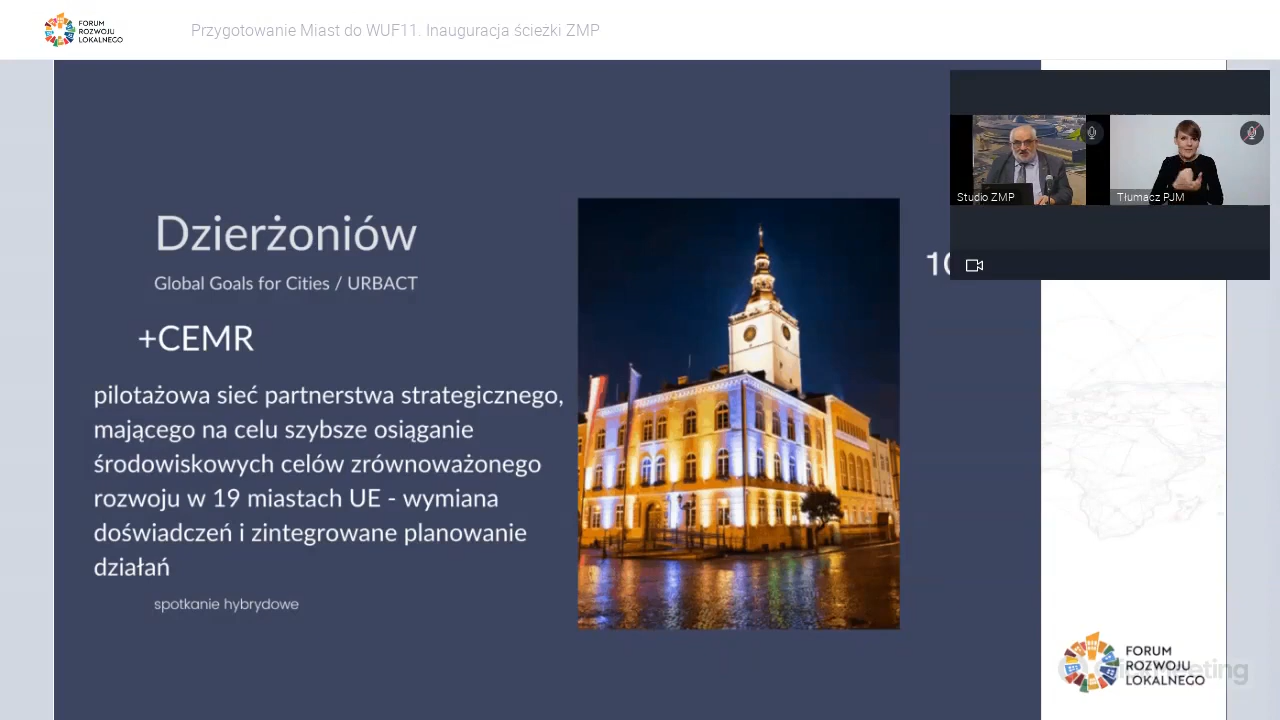 FORUM
ROZWOJU
LOKALNEGO
Przygotowanie Miast do WUF11. Inauguracja ścieżki ZMP
Studio ZMP
Tłumacz PJM
Dzierżoniów
Global Goals for Cities / URBACT
+CEMR
pilotażowa sieć partnerstwa strategicznego,
mającego na celu szybsze osiąganie
środowiskowych celów zrównoważonego
rozwoju w 19 miastach UE - wymiana
doświadczeń i zintegrowane planowanie
działań
spotkanie hybrydowe
FORUM
ROZWOJU
LOKALNEGO